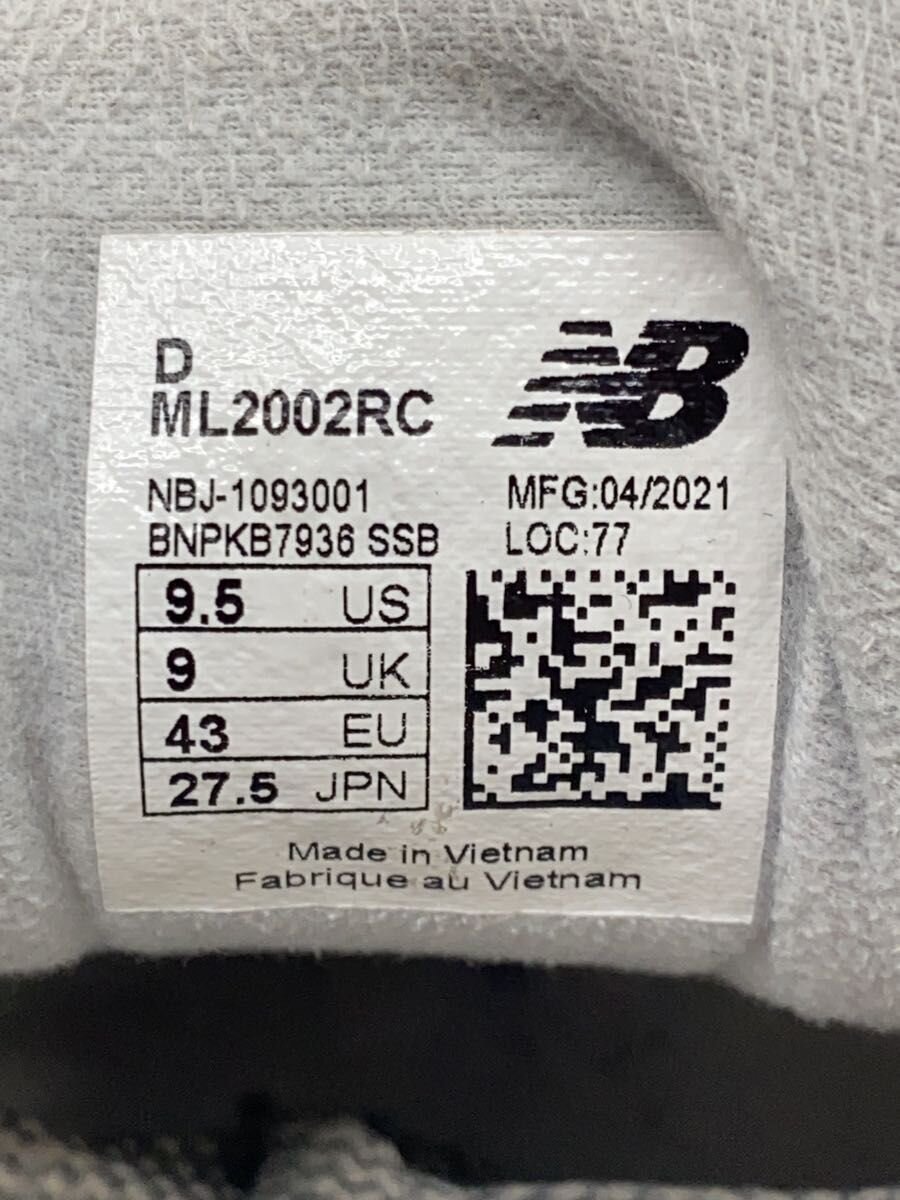 D
NB
ML2002RC
NBJ-1093001
MFG:04/2021
BNPKB7936 SSB
LOC:77
9.5 US
9 UK
43 EU
27.5 JPN
Made in Vietnam
Fabrique au Vietnam